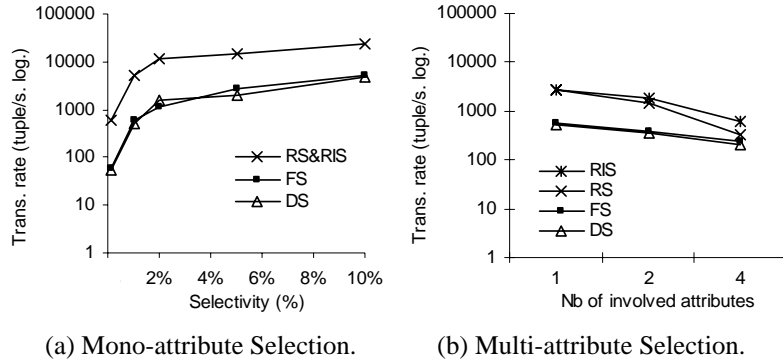 Trans. rate (tuple/s. log.)
100000
10000
1000
100
10
1
2% 4% 6% 8% 10%
Selectivity (%)
RS&RIS
FS
DS
(a) Mono-attribute Selection.
Trans. rate (tuple/s. log.)
100000
10000
1000
100
10
1
1 2 4
Nb of involved attributes
RIS
RS
FS
DS
(b) Multi-attribute Selection.